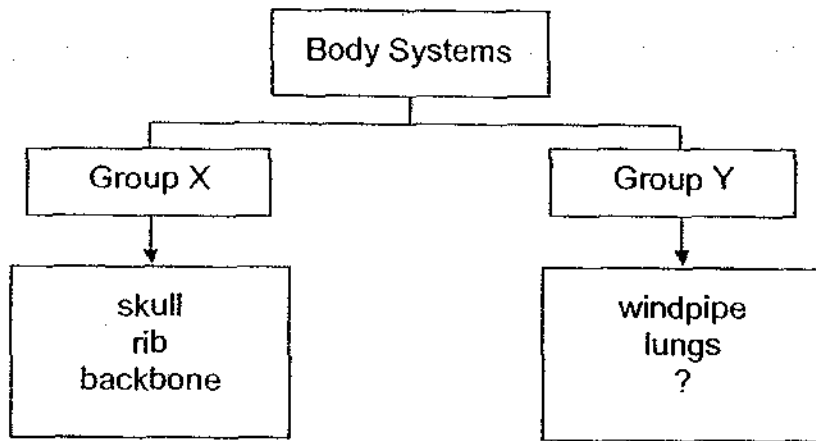 Body Systems
Group X
Group Y
skull
rib
backbone
windpipe
lungs
?